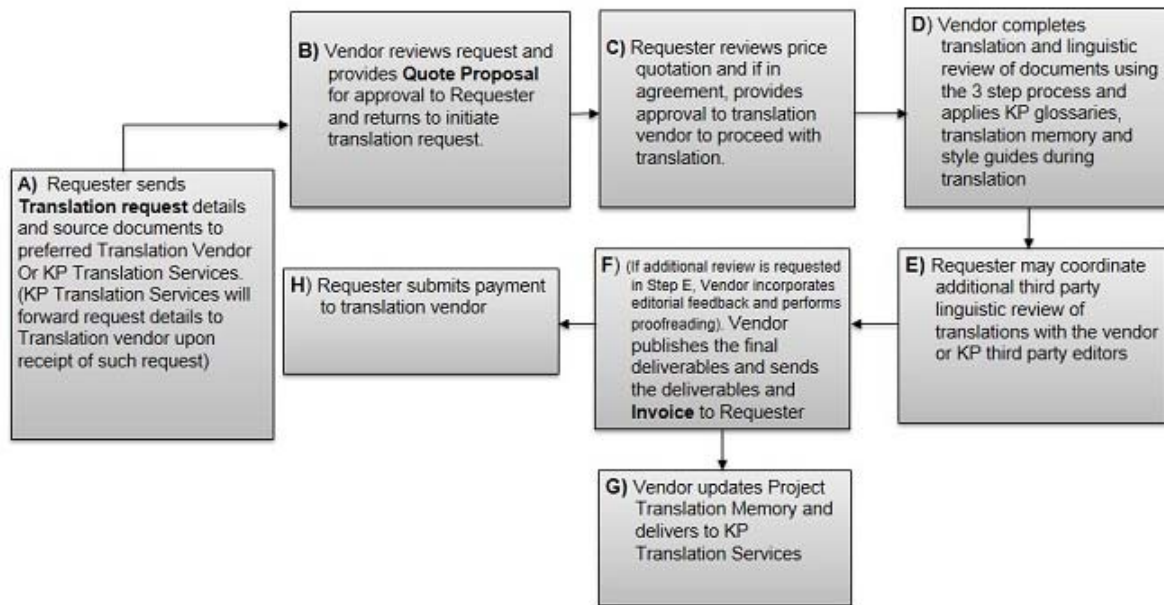 A) Requester sends
Translation request details
and source documents to
preferred Translation Vendor
Or KP Translation Services.
(KP Translation Services will
forward request details to
Translation vendor upon
receipt of such request)
B) Vendor reviews request and
provides Quote Proposal
for approval to Requester
and returns to initiate
translation request.
C) Requester reviews price
quotation and if in
agreement, provides
approval to translation
vendor to proceed with
translation.
D) Vendor completes
translation and linguistic
review of documents using
the 3 step process and
applies KP glossaries,
translation memory and
style guides during
translation
E) Requester may coordinate
additional third party
linguistic review of
translations with the vendor
or KP third party editors
F) (If additional review is requested
in Step E, Vendor incorporates
editorial feedback and performs
proofreading). Vendor
publishes the final
deliverables and sends
the deliverables and
Invoice to Requester
G) Vendor updates Project
Translation Memory and
delivers to KP
Translation Services
H) Requester submits payment
to translation vendor